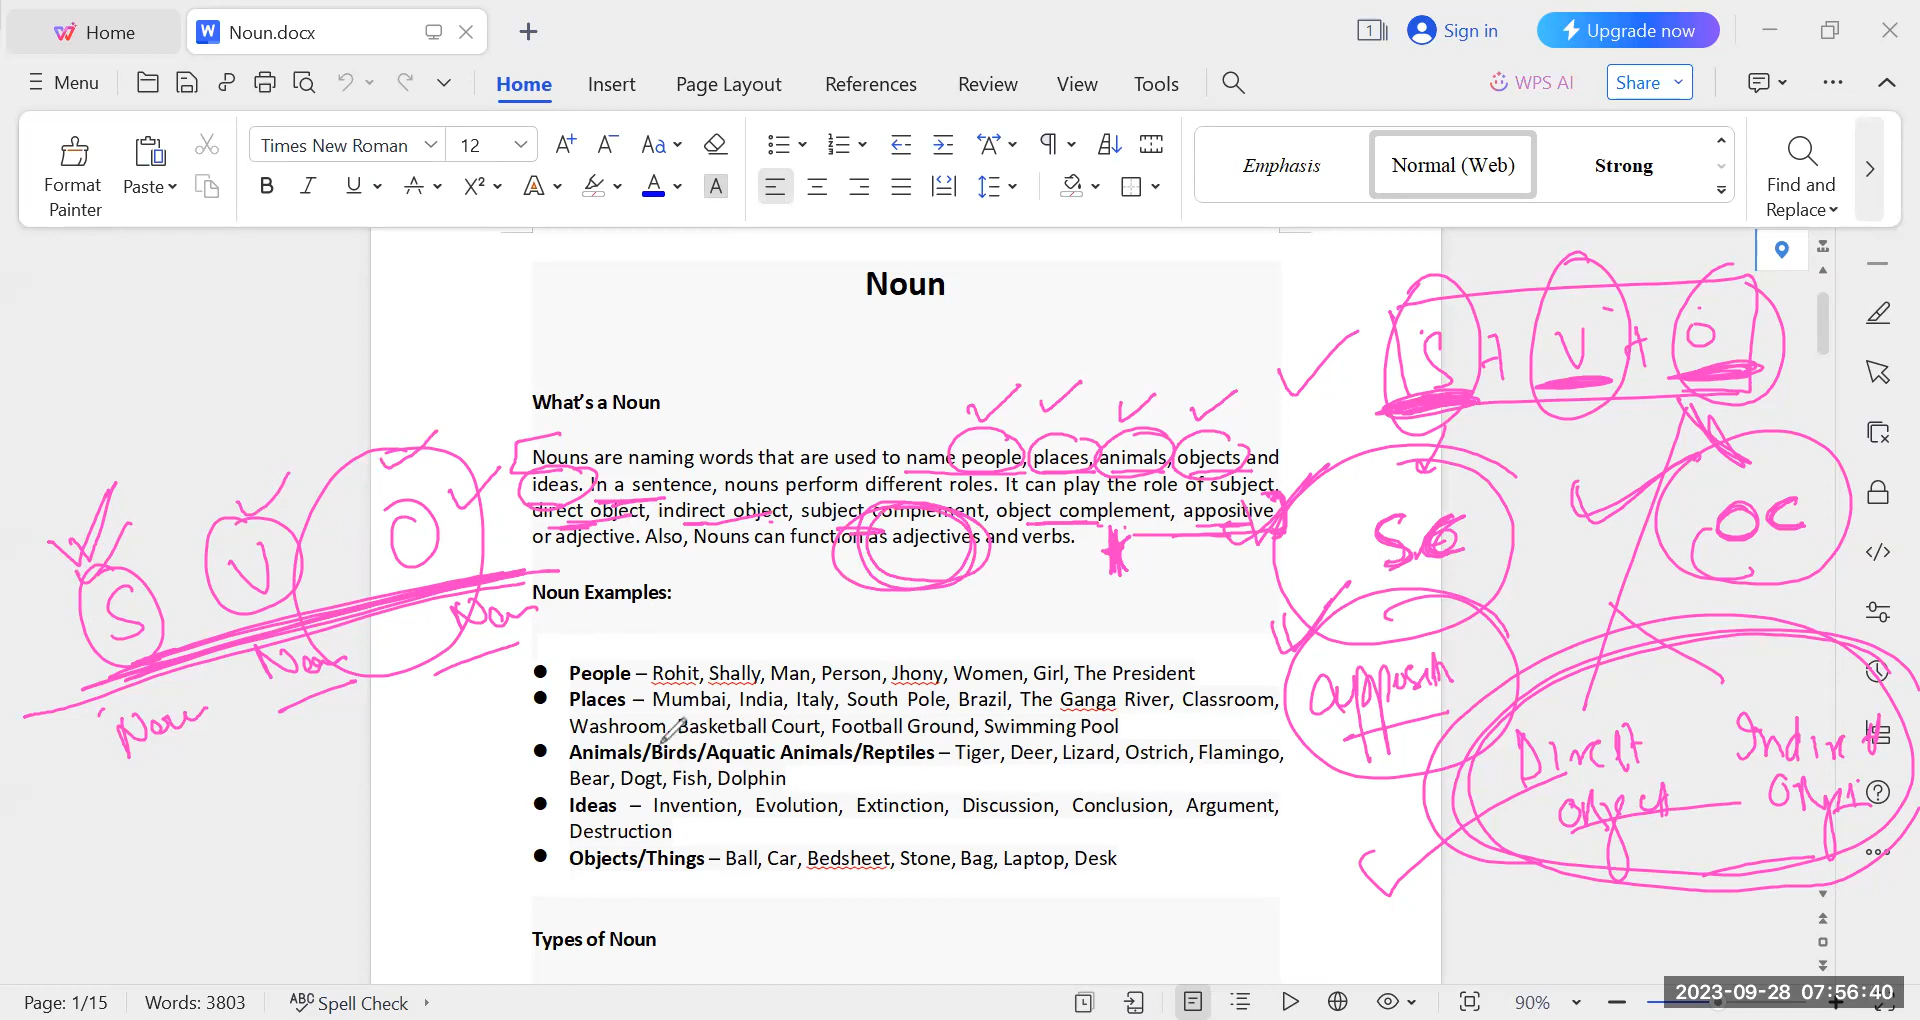 Home
Noun.docx
1
Sign in
Upgrade now
Menu
Home Insert Page Layout References Review View Tools
WPS AI
Share
Format
Painter
Paste
Times New Roman
12
Emphasis
Normal (Web)
Strong
Find and
Replace
Noun
What's a Noun
Nouns are naming words that are used to name people, places, animals, objects and
ideas. In a sentence, nouns perform different roles. It can play the role of subject,
direct object, indirect object, subject complement, object complement, appositive,
or adjective. Also, Nouns can function as adjectives and verbs.
Noun Examples:
People – Rohit, Shally, Man, Person, Jhony, Women, Girl, The President
Places – Mumbai, India, Italy, South Pole, Brazil, The Ganga River, Classroom,
Washroom, Basketball Court, Football Ground, Swimming Pool
Animals/Birds/Aquatic Animals/Reptiles – Tiger, Deer, Lizard, Ostrich, Flamingo,
Bear, Dogt, Fish, Dolphin
Ideas – Invention, Evolution, Extinction, Discussion, Conclusion, Argument,
Destruction
Objects/Things – Ball, Car, Bedsheet, Stone, Bag, Laptop, Desk
Types of Noun
S V O
Noun
Noun
Noun
S + V + O
SC
OC
Direct
object
Page: 1/15
Words: 3803
Spell Check
90%
2023-09-28 07:56:40